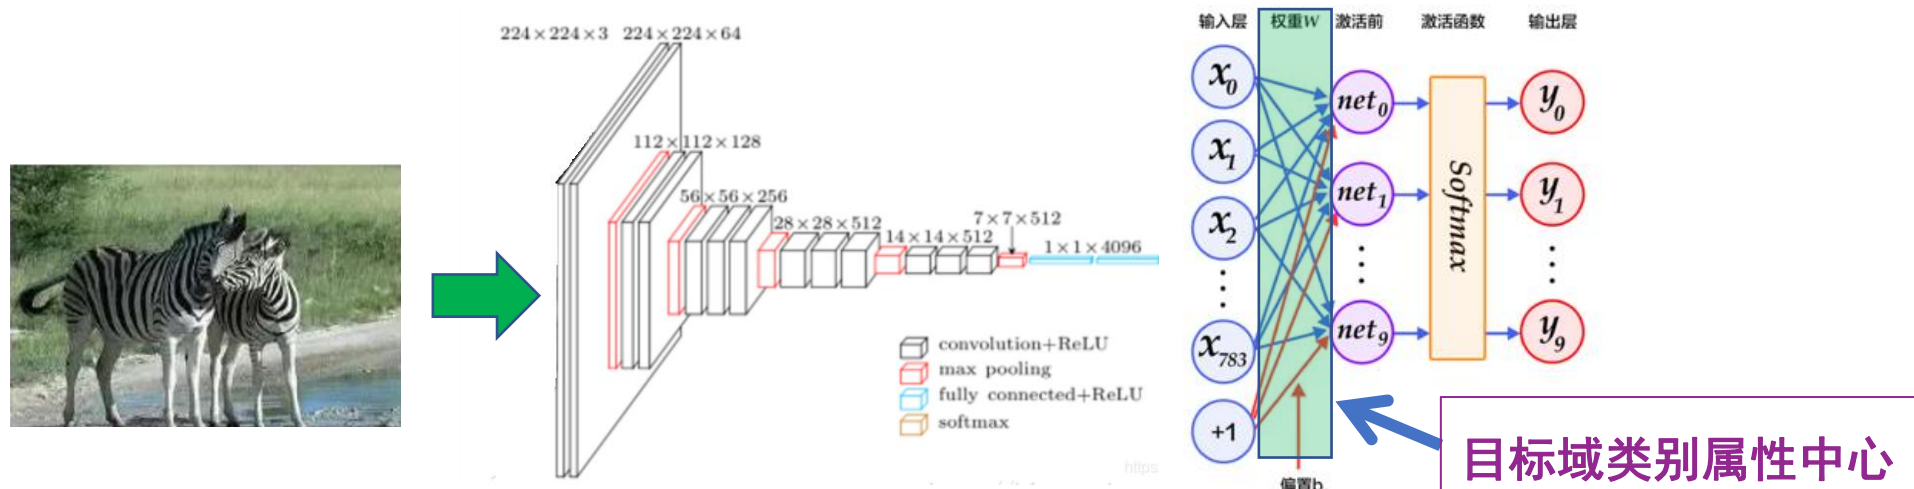 224×224×3 224×224×64
112×112×128
56×56×256
28×28×512
14×14×512
7×7×512
1×1×4096
convolution+ReLU
max pooling
fully connected+ReLU
softmax
https
输入层 权重W 激活前 激活函数 输出层
x0
x1
x2
x783
+1
net0
net1
net9
Softmax
y0
y1
y9
偏置b
目标域类别属性中心